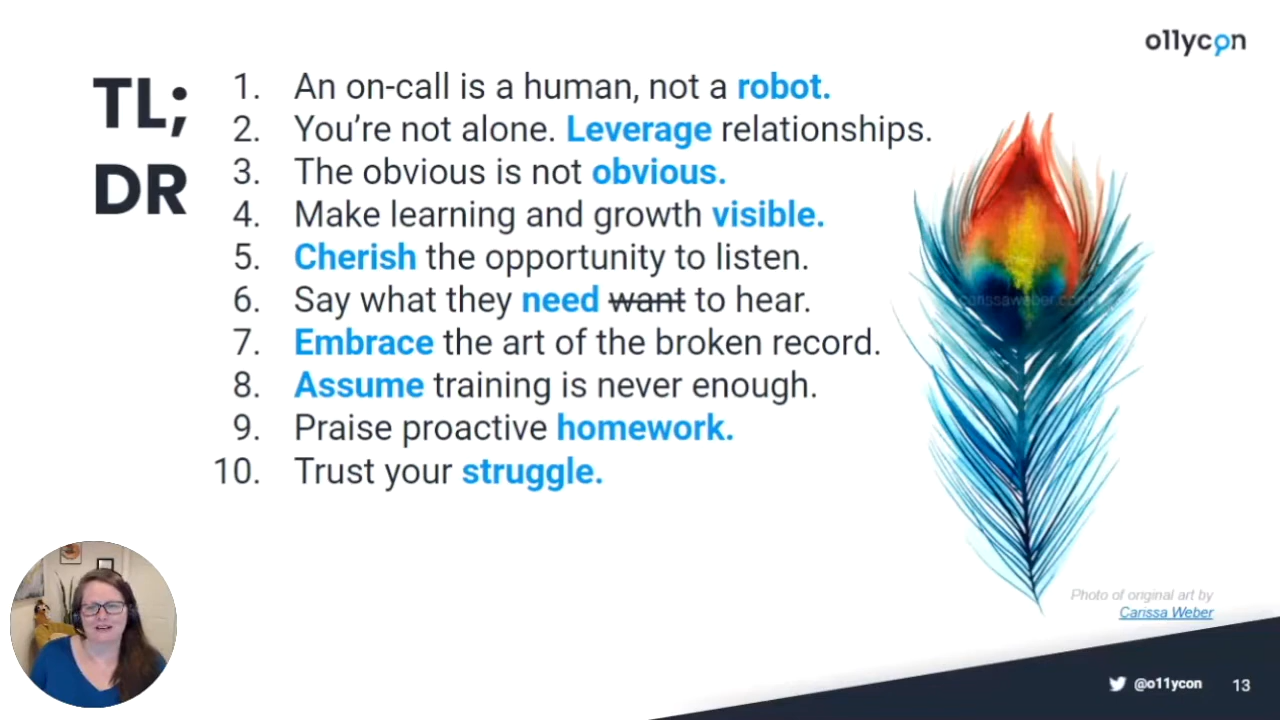 o11ycon
TL;
DR
1. An on-call is a human, not a robot.
2. You're not alone. Leverage relationships.
3. The obvious is not obvious.
4. Make learning and growth visible.
5. Cherish the opportunity to listen.
6. Say what they need want to hear.
7. Embrace the art of the broken record.
8. Assume training is never enough.
9. Praise proactive homework.
10. Trust your struggle.
carissaweber.com
Photo of original art by
Carissa Weber
@o11ycon 13